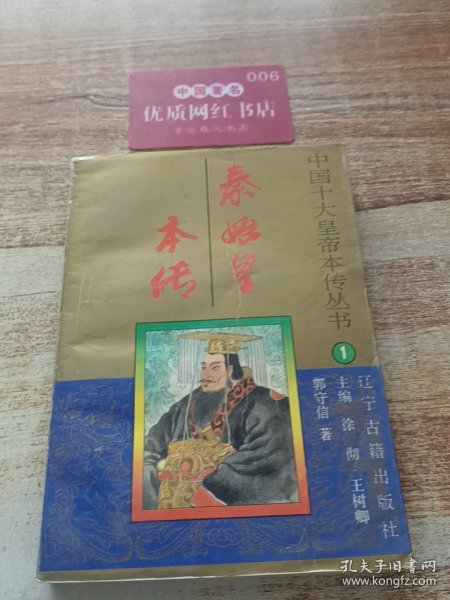 006
中国著名
优质网红书店
中国十大皇帝本传丛书
1
秦始皇
本传
辽宁古籍出版社
主编 徐彻 王树卿
郭守信 著
孔夫子旧书网
www.kongfz.com